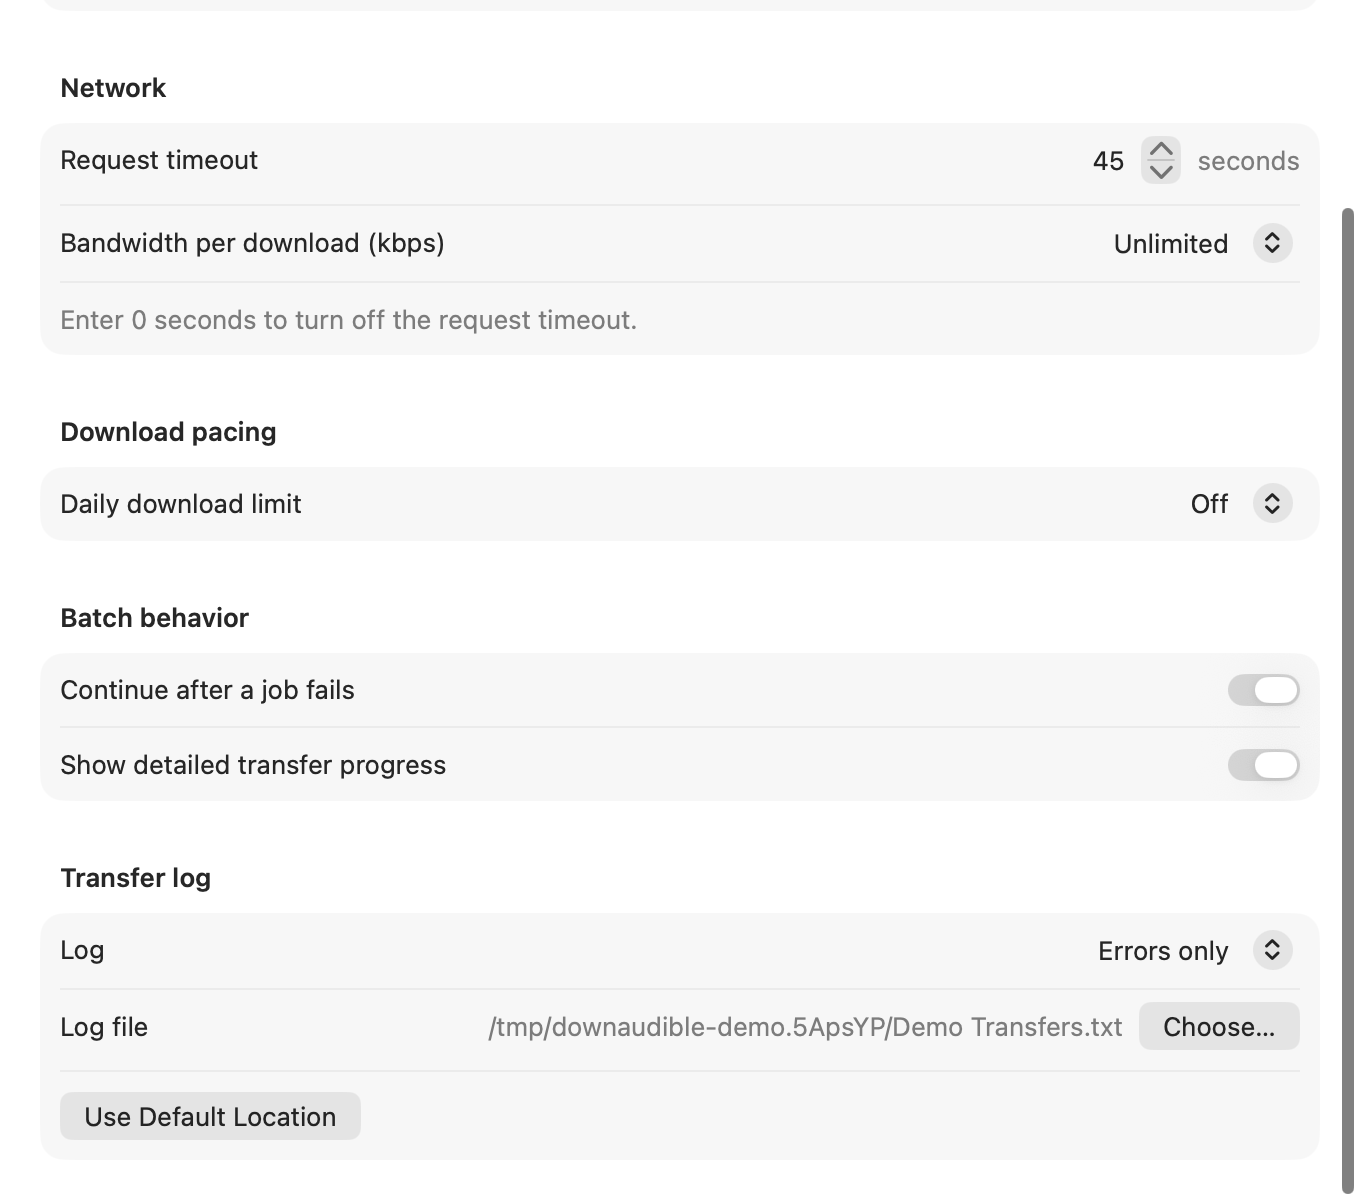 Network
Request timeout 45 seconds
Bandwidth per download (kbps) Unlimited
Enter 0 seconds to turn off the request timeout.
Download pacing
Daily download limit Off
Batch behavior
Continue after a job fails
Show detailed transfer progress
Transfer log
Log Errors only
Log file /tmp/downaudible-demo.5ApsYP/Demo Transfers.txt Choose...
Use Default Location